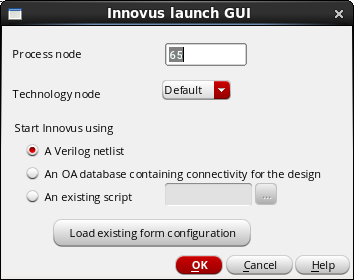 Innovus launch GUI
Process node
65
Technology node
Default
Start Innovus using
A Verilog netlist
An OA database containing connectivity for the design
An existing script
...
Load existing form configuration
OK
Cancel
Help